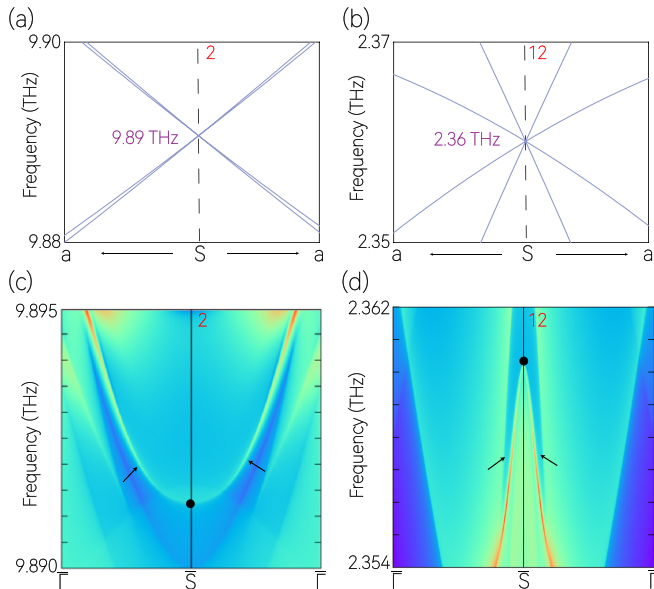 (a)
9.90
2
9.89 THz
Frequency (THz)
9.88
a
S
a
(b)
2.37
12
2.36 THz
Frequency (THz)
2.35
a
S
a
(c)
9.895
2
Frequency (THz)
9.890
Γ̅
S̅
Γ̅
(d)
2.362
12
Frequency (THz)
2.354
Γ̅
S̅
Γ̅